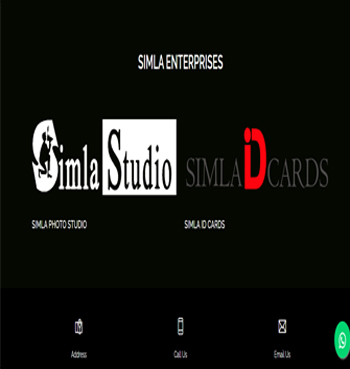 SIMLA ENTERPRISES
Simla Studio
SIMLA iD CARDS
SIMLA PHOTO STUDIO
SIMLA ID CARDS
Address
Call Us
Email Us